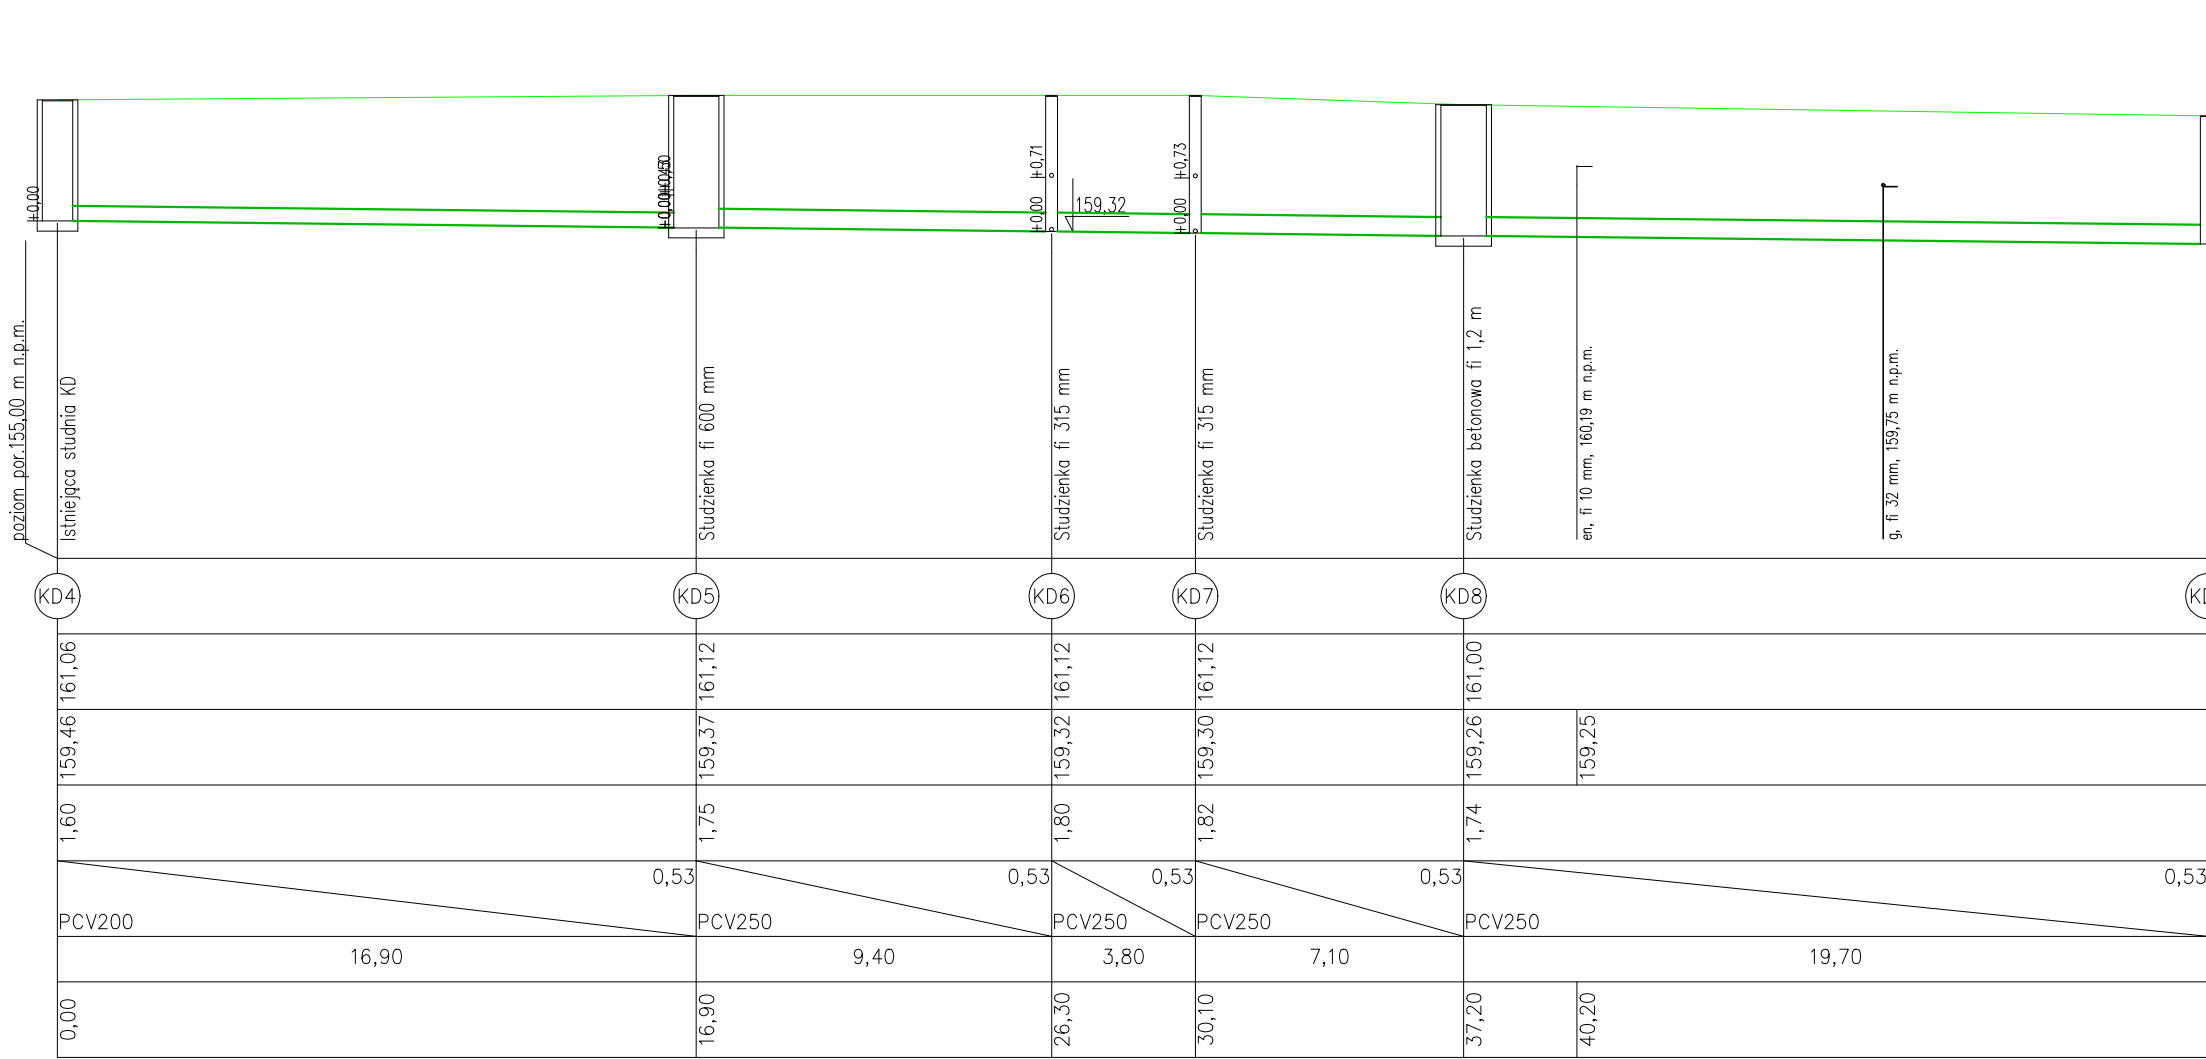 +0,00
+0,71
+0,00
159,32
+0,73
+0,00
poziom por.155,00 m n.p.m.
Istniejąca studnia KD
Studzienka fi 600 mm
Studzienka fi 315 mm
Studzienka fi 315 mm
Studzienka betonowa fi 1,2 m
en, fi 10 mm, 160,19 m n.p.m.
g, fi 32 mm, 159,75 m n.p.m.
KD4 KD5 KD6 KD7 KD8
161,06 161,12 161,12 161,12 161,00
159,46 159,37 159,32 159,30 159,26 159,25
1,60 1,75 1,80 1,82 1,74
0,53 0,53 0,53 0,53 0,53
PCV200 PCV250 PCV250 PCV250 PCV250
16,90 9,40 3,80 7,10 19,70
0,00 16,90 26,30 30,10 37,20 40,20